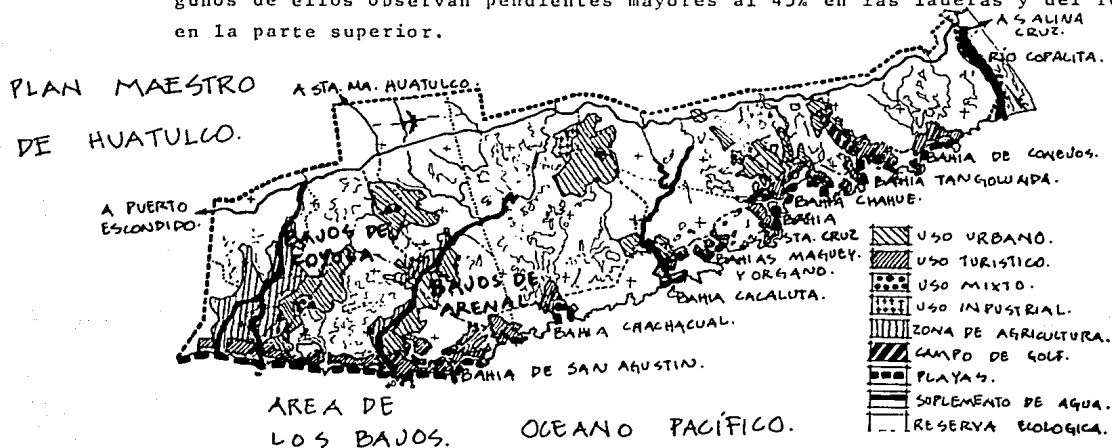 gunos de ellos observan pendientes mayores al 45% en las laderas y del
en la parte superior.
PLAN MAESTRO
DE HUATULCO.
A STA. MA. HUATULCO.
A SALINA
CRUZ.
RIO COPALITA.
A PUERTO
ESCONDIDO.
BAJOS DE
COYULA
BAJOS DE
ARENAL
BAHIA DE CONEJOS.
BAHIA TANGOLUNDA.
BAHIA CHAHUE.
BAHIA
STA. CRUZ
BAHIAS MAGUEY.
Y ORGANO.
BAHIA CACALUTA.
BAHIA CHACHACUAL.
BAHIA DE SAN AGUSTIN.
AREA DE
LOS BAJOS.
OCEANO PACÍFICO.
USO URBANO.
USO TURISTICO.
USO MIXTO.
USO INDUSTRIAL.
ZONA DE AGRICULTURA.
CAMPO DE GOLF.
PLAYAS.
SUPLEMENTO DE AGUA.
RESERVA ECOLOGICA.